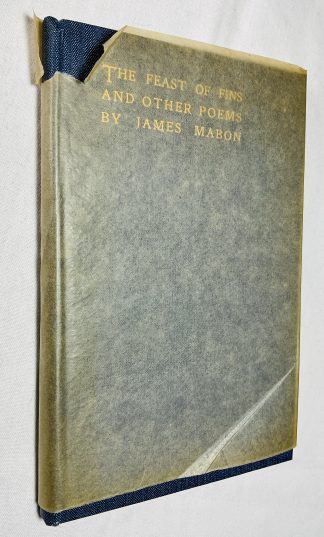 THE FEAST OF FINS
AND OTHER POEMS
BY JAMES MABON